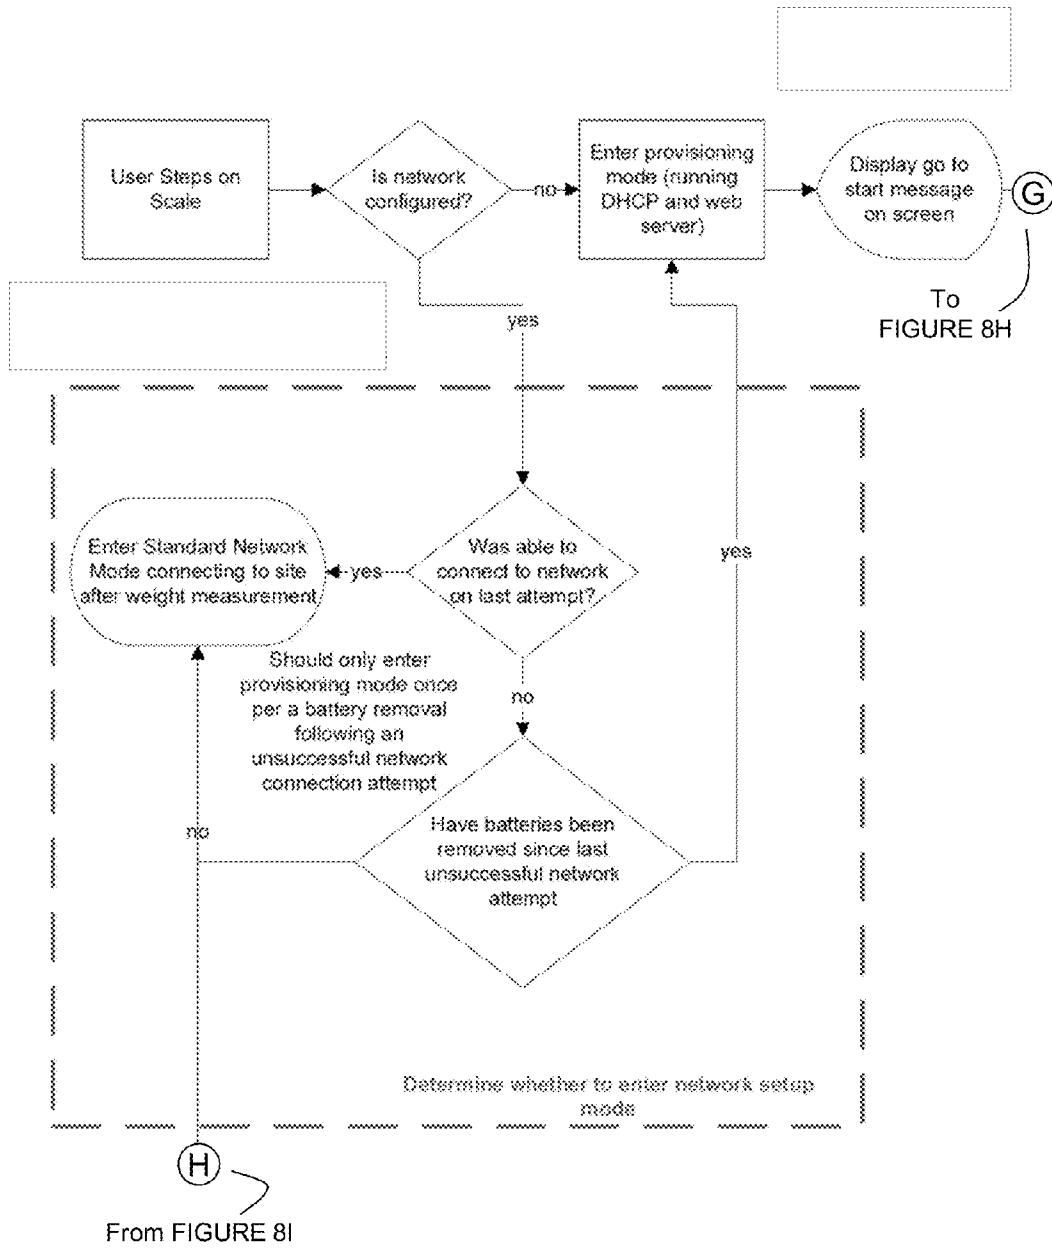 User Steps on
Scale
Is network
configured?
no
Enter provisioning
mode (running
DHCP and web
server)
Display go to
start message
on screen
G
To
FIGURE 8H
yes
Enter Standard Network
Mode connecting to site
after weight measurement
yes
Was able to
connect to network
on last attempt?
yes
Should only enter
provisioning mode once
per a battery removal
following an
unsuccessful network
connection attempt
no
no
Have batteries been
removed since last
unsuccessful network
attempt
Determine whether to enter network setup
mode
H
From FIGURE 8I